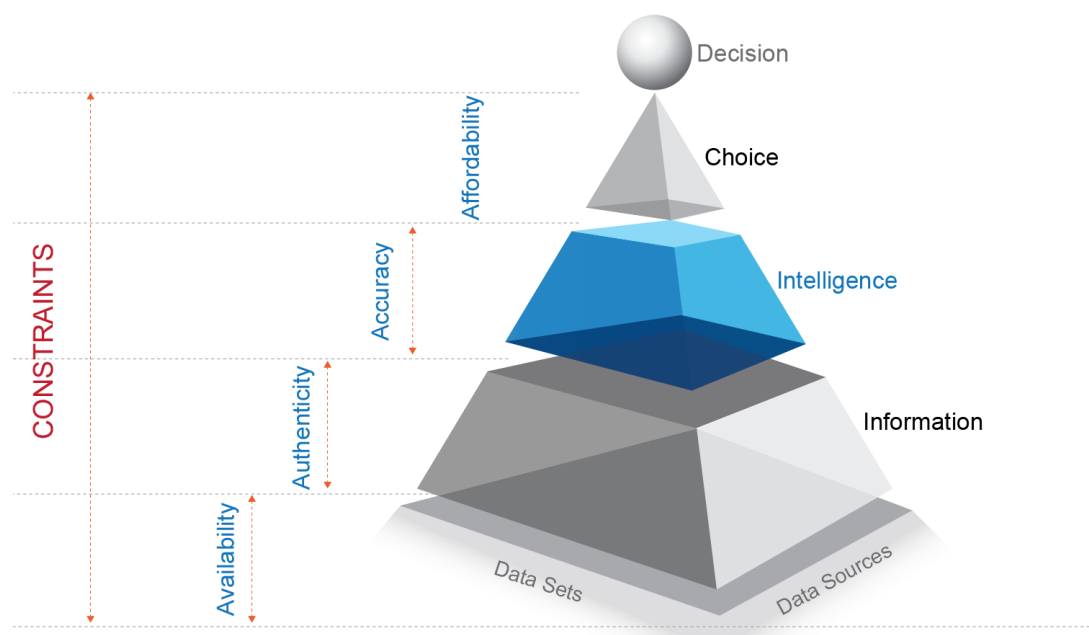 Decision
Affordability
Choice
CONSTRAINTS
Accuracy
Intelligence
Authenticity
Information
Availability
Data Sets
Data Sources